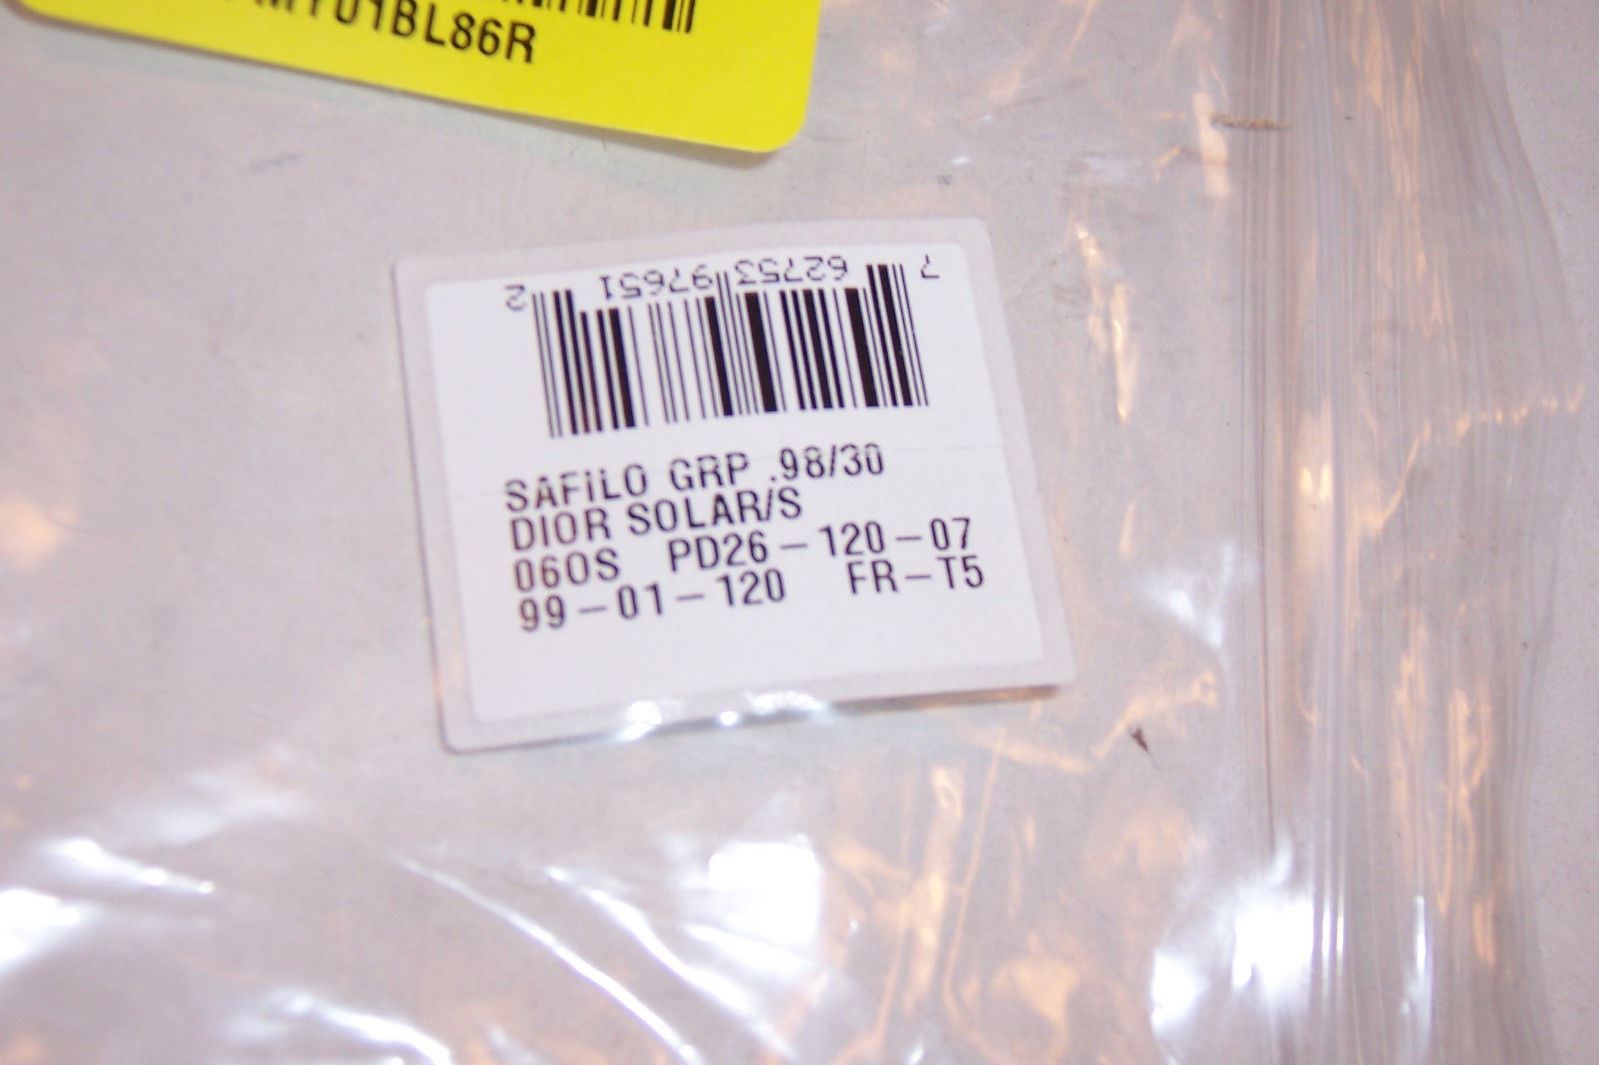 MY01BL86R
7 62753 97651 2
SAFILO GRP .98/30
DIOR SOLAR/S
060S PD26-120-07
99-01-120 FR-T5